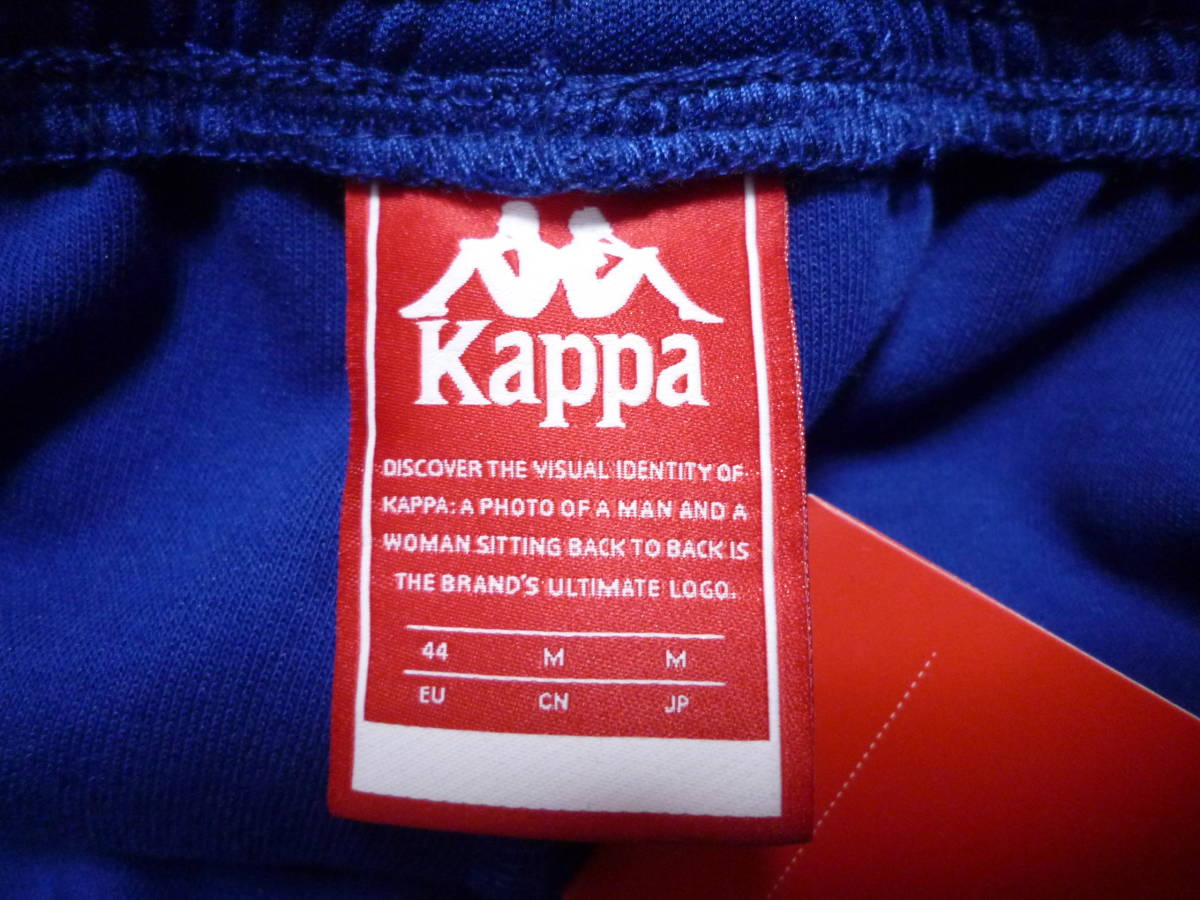 Kappa
DISCOVER THE VISUAL IDENTITY OF
KAPPA: A PHOTO OF A MAN AND A
WOMAN SITTING BACK TO BACK IS
THE BRAND'S ULTIMATE LOGO.
44 M M
EU CN JP